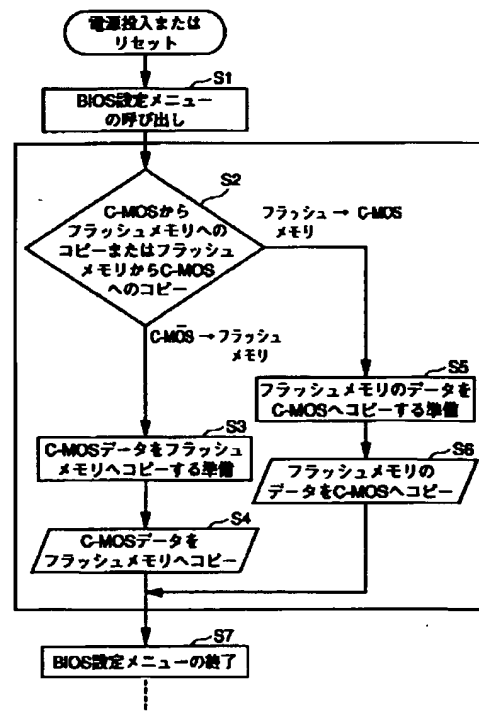 電源投入または
リセット
S1
BIOS設定メニュー
の呼び出し
S2
C-MOSから
フラッシュメモリへの
コピーまたはフラッシュ
メモリからC-MOS
へのコピー
フラッシュ → C-MOS
メモリ
C-MOS → フラッシュ
メモリ
S5
フラッシュメモリのデータを
C-MOSへコピーする準備
S3
C-MOSデータをフラッシュ
メモリへコピーする準備
S6
フラッシュメモリの
データをC-MOSへコピー
S4
C-MOSデータを
フラッシュメモリへコピー
S7
BIOS設定メニューの終了